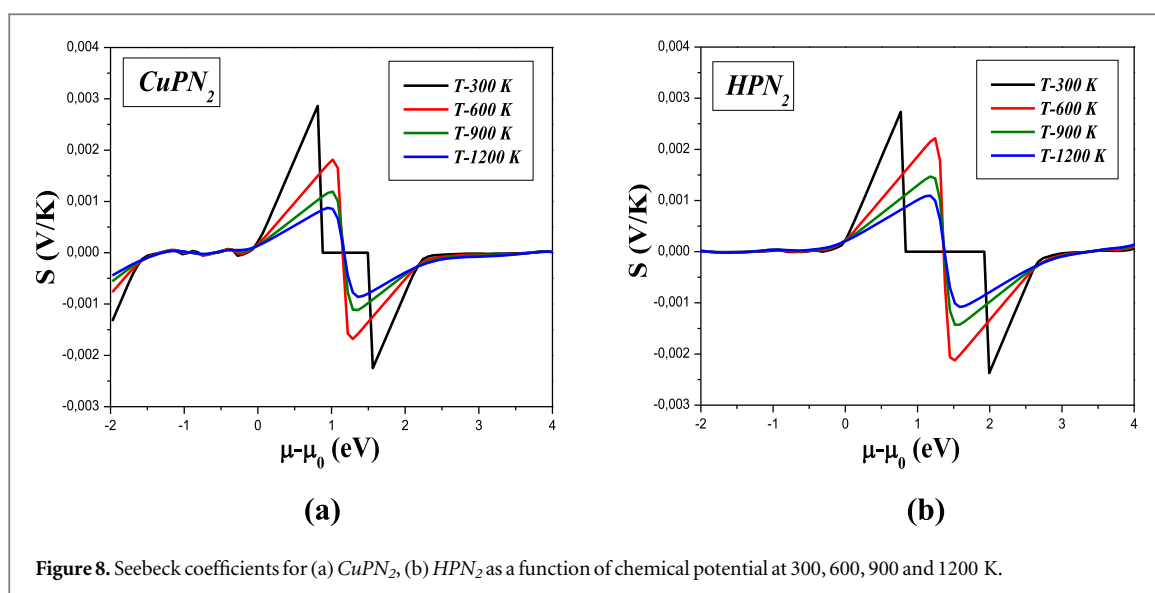 CuPN2
T-300 K
T-600 K
T-900 K
T-1200 K
S (V/K)
0,004
0,003
0,002
0,001
0,000
-0,001
-0,002
-0,003
-2
-1
0
1
2
3
4
μ-μ0 (eV)
(a)
HPN2
T-300 K
T-600 K
T-900 K
T-1200 K
S (V/K)
0,004
0,003
0,002
0,001
0,000
-0,001
-0,002
-0,003
-2
-1
0
1
2
3
4
μ-μ0 (eV)
(b)
Figure 8. Seebeck coefficients for (a) CuPN2, (b) HPN2 as a function of chemical potential at 300, 600, 900 and 1200 K.